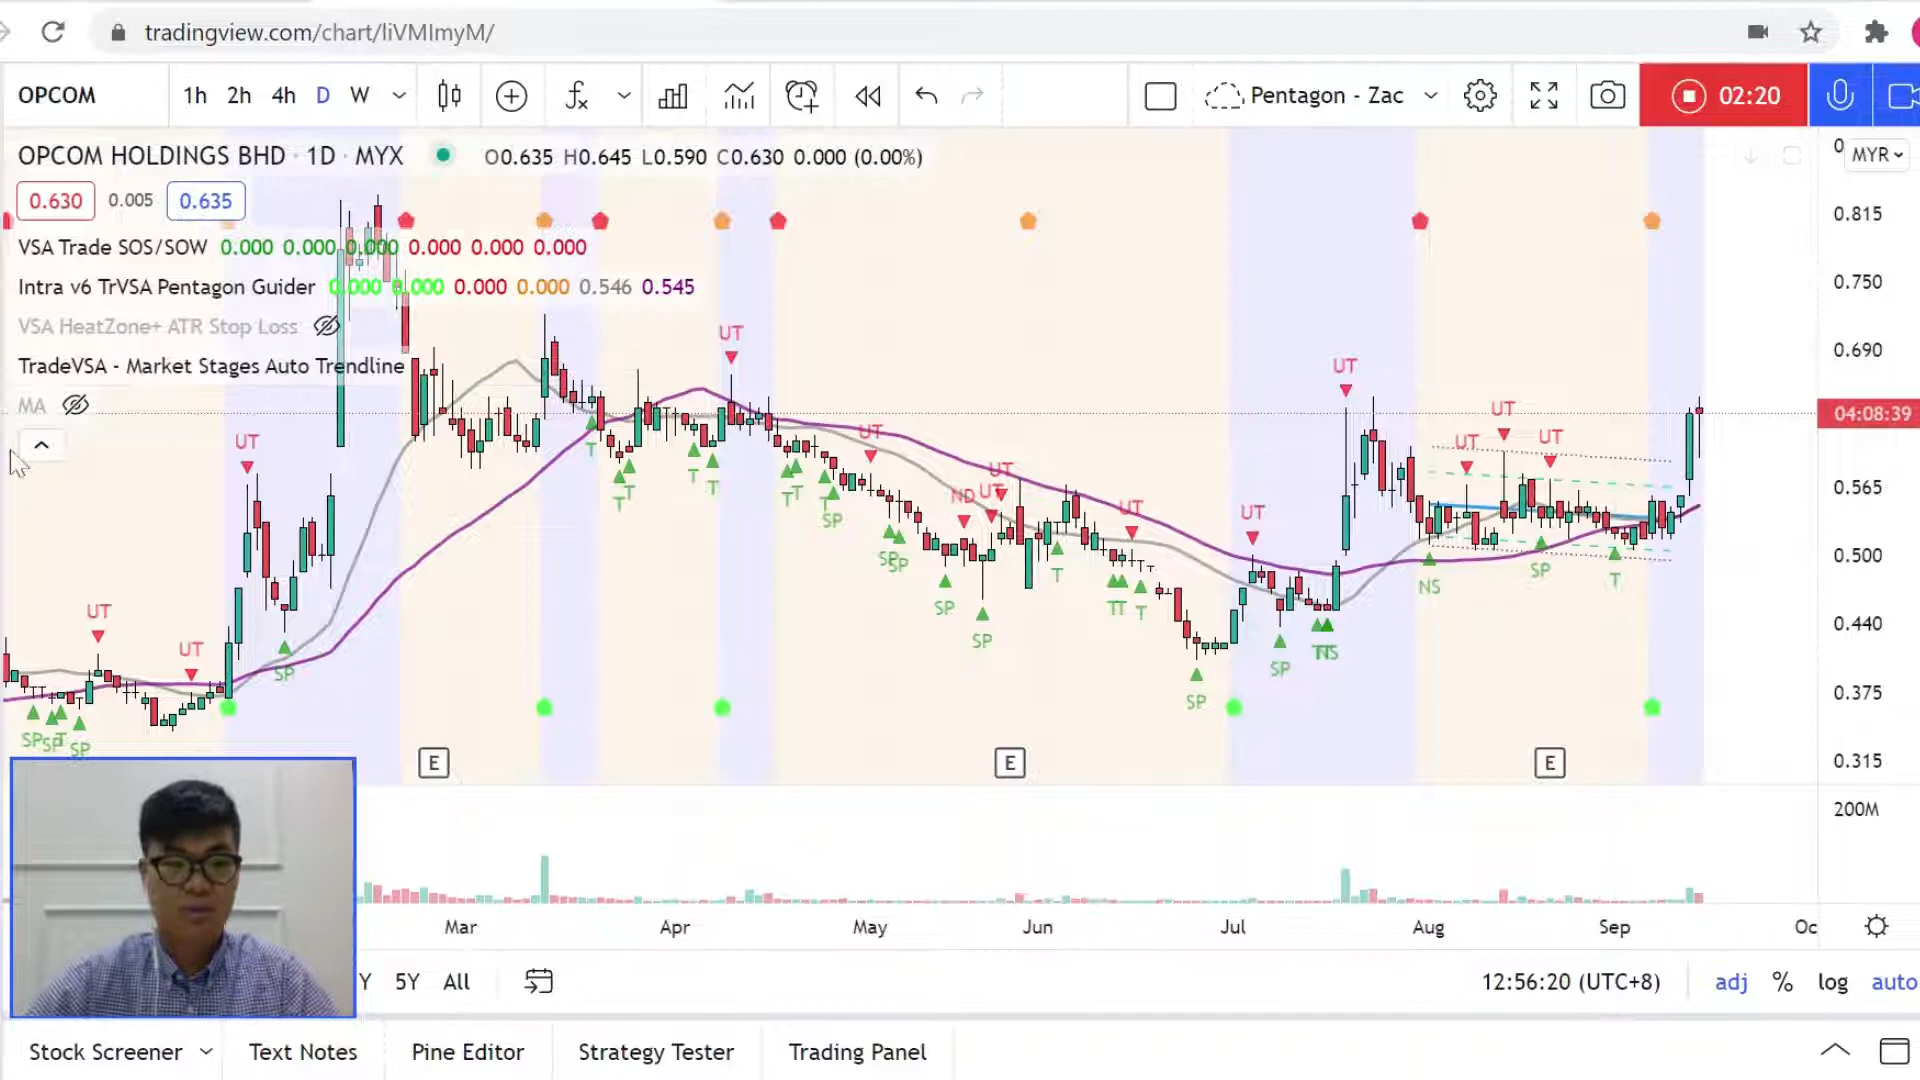 tradingview.com/chart/liVMImyM/
OPCOM 1h 2h 4h D W Pentagon - Zac 02:20
OPCOM HOLDINGS BHD · 1D · MYX O0.635 H0.645 L0.590 C0.630 0.000 (0.00%) MYR
0.630 0.005 0.635
VSA Trade SOS/SOW 0.000 0.000 0.000 0.000 0.000 0.000
Intra v6 TrVSA Pentagon Guider 0.000 0.000 0.000 0.000 0.546 0.545
VSA HeatZone+ ATR Stop Loss
TradeVSA - Market Stages Auto Trendline
MA
0
0.815
0.750
0.690
04:08:39
0.565
0.500
0.440
0.375
0.315
200M
UT
UT
UT
SP
SP
T
SP
SP
UT
T
T
T
T
T
UT
T
T
T
SP
UT
SP
SP
ND
UT
UT
SP
SP
T
UT
TT
T
SP
UT
SP
T
NS
UT
NS
UT
UT
UT
SP
T
E E E
Mar Apr May Jun Jul Aug Sep Oc
Y 5Y All 12:56:20 (UTC+8) adj % log auto
Stock Screener Text Notes Pine Editor Strategy Tester Trading Panel